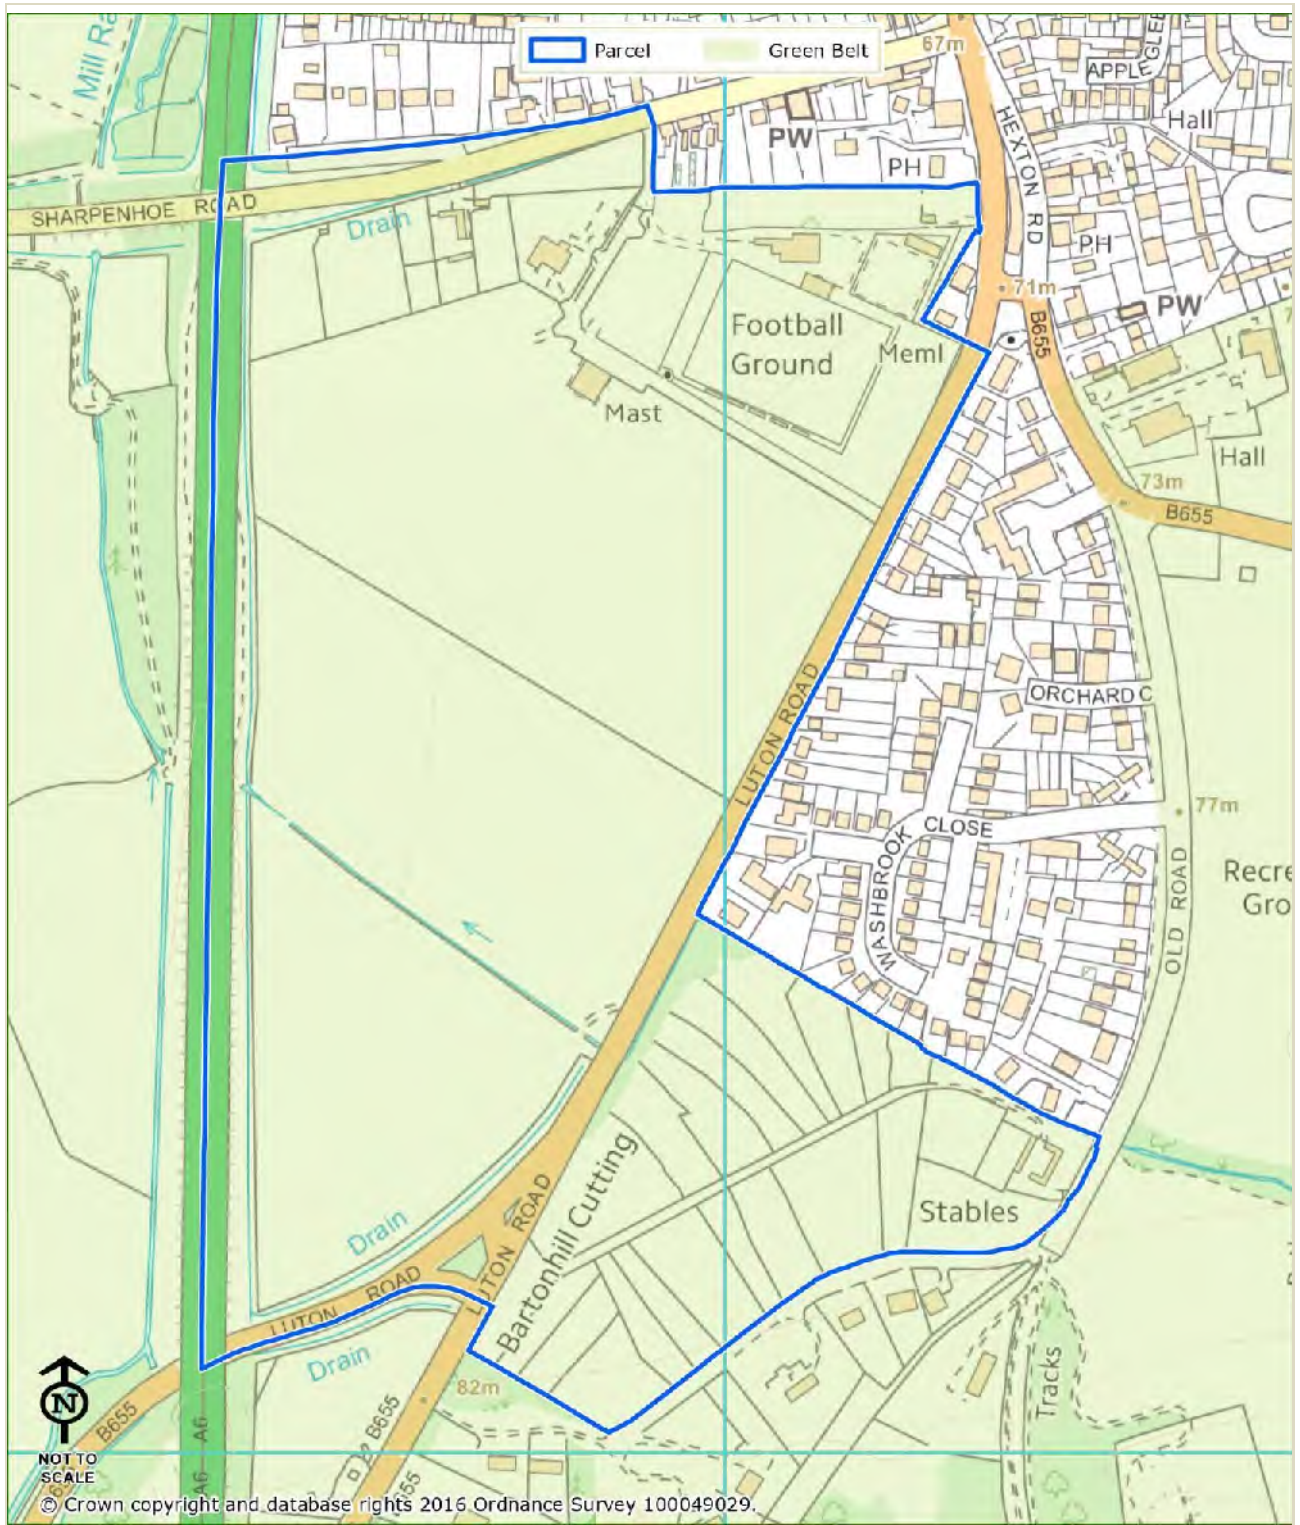 Parcel
Green Belt
67m
Mill Ra
APPLE
GLEE
Hall
PW
HEXTON RD
PH
SHARPENHOE ROAD
Drain
PH
71m
PW
B655
Football
Ground
Meml
Mast
Hall
73m
B655
LUTON ROAD
ORCHARD C
77m
CLOSE
WASHBROOK
Recre
Gro
OLD ROAD
LUTON ROAD
Bartonhill Cutting
Stables
Drain
LUTON ROAD
Drain
82m
Tracks
N
NOT TO
SCALE
B655
A6
A6
B655
655
© Crown copyright and database rights 2016 Ordnance Survey 100049029.